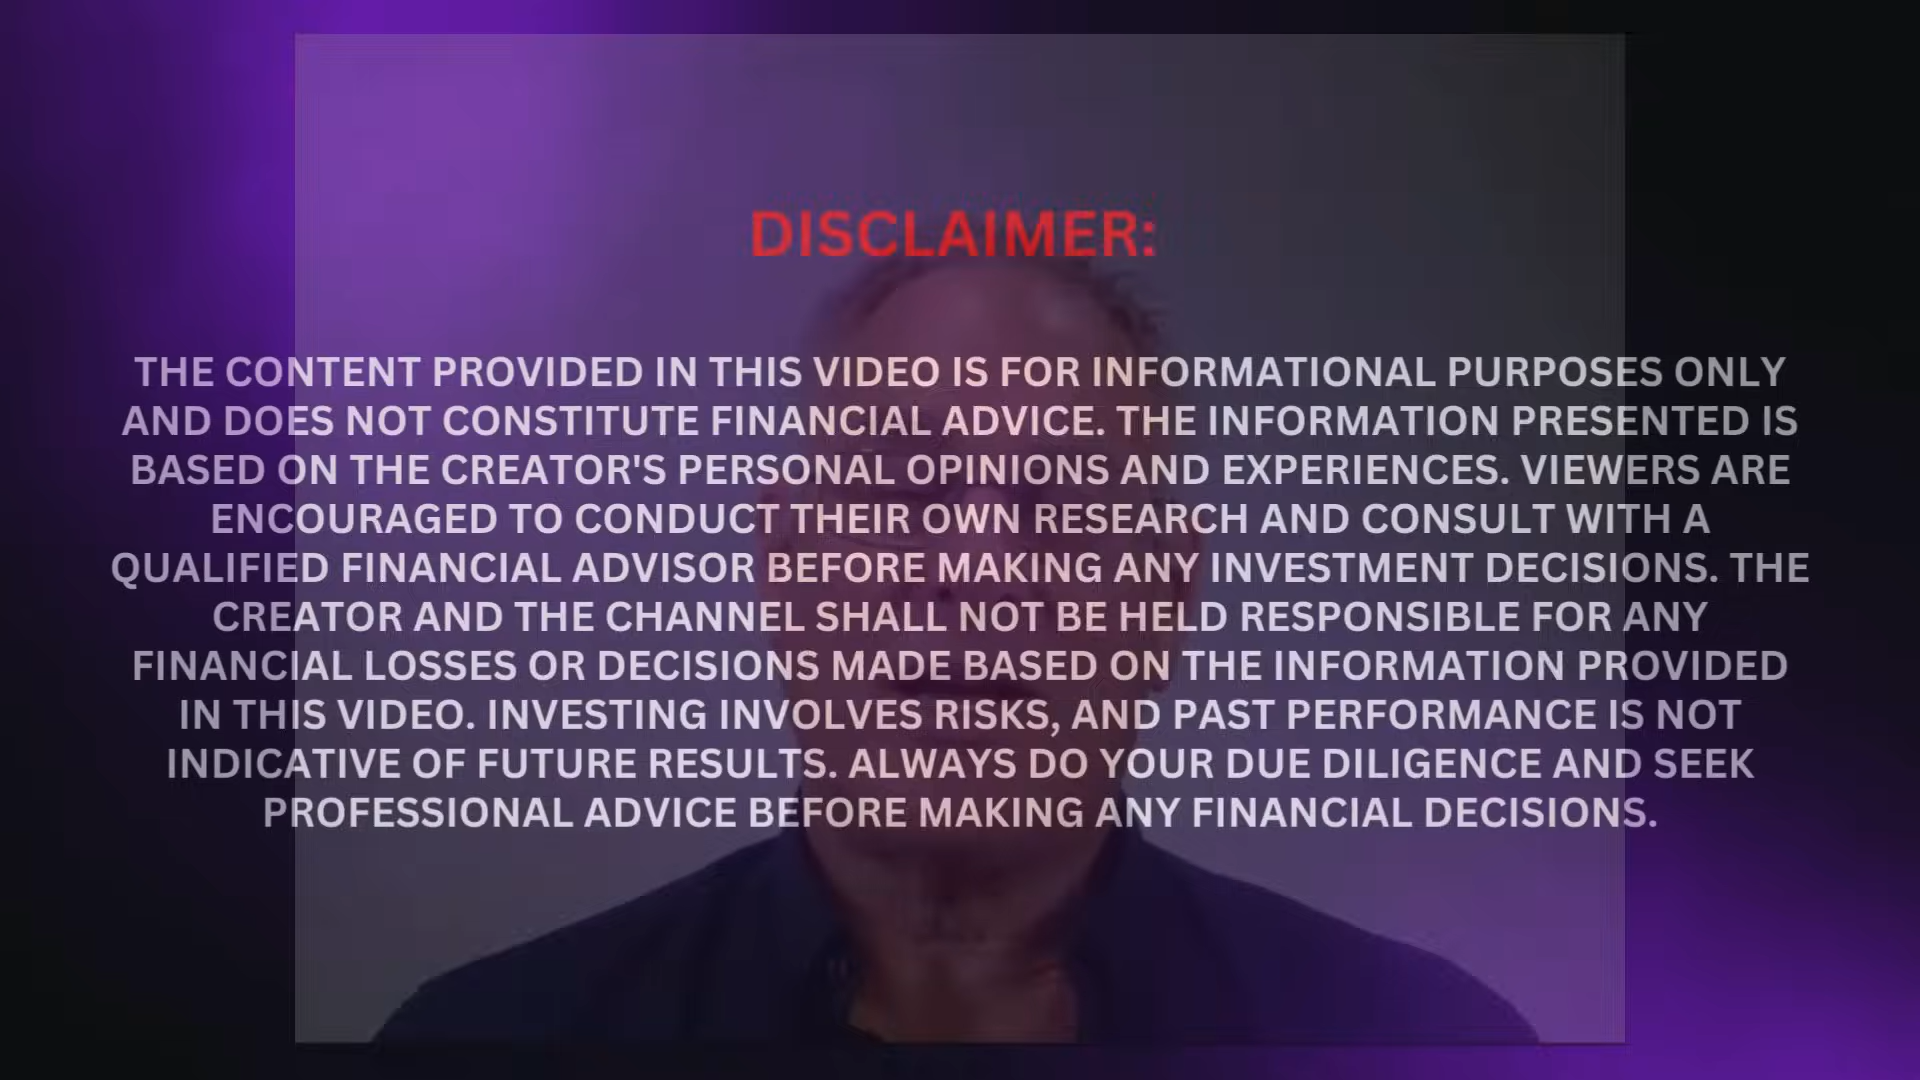 DISCLAIMER:
THE CONTENT PROVIDED IN THIS VIDEO IS FOR INFORMATIONAL PURPOSES ONLY
AND DOES NOT CONSTITUTE FINANCIAL ADVICE. THE INFORMATION PRESENTED IS
BASED ON THE CREATOR'S PERSONAL OPINIONS AND EXPERIENCES. VIEWERS ARE
ENCOURAGED TO CONDUCT THEIR OWN RESEARCH AND CONSULT WITH A
QUALIFIED FINANCIAL ADVISOR BEFORE MAKING ANY INVESTMENT DECISIONS. THE
CREATOR AND THE CHANNEL SHALL NOT BE HELD RESPONSIBLE FOR ANY
FINANCIAL LOSSES OR DECISIONS MADE BASED ON THE INFORMATION PROVIDED
IN THIS VIDEO. INVESTING INVOLVES RISKS, AND PAST PERFORMANCE IS NOT
INDICATIVE OF FUTURE RESULTS. ALWAYS DO YOUR DUE DILIGENCE AND SEEK
PROFESSIONAL ADVICE BEFORE MAKING ANY FINANCIAL DECISIONS.